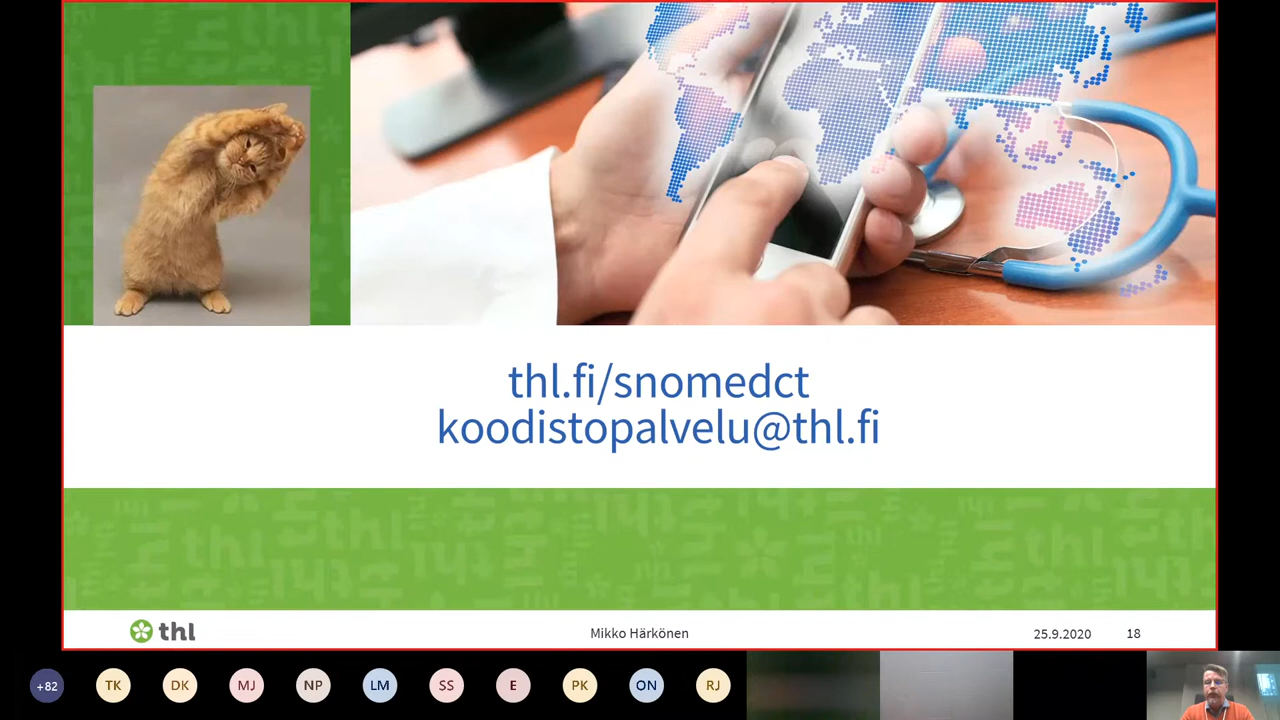 thl.fi/snomedct
koodistopalvelu@thl.fi
thl
Mikko Härkönen
25.9.2020
18
+82
TK
DK
MJ
NP
LM
SS
E
PK
ON
RJ